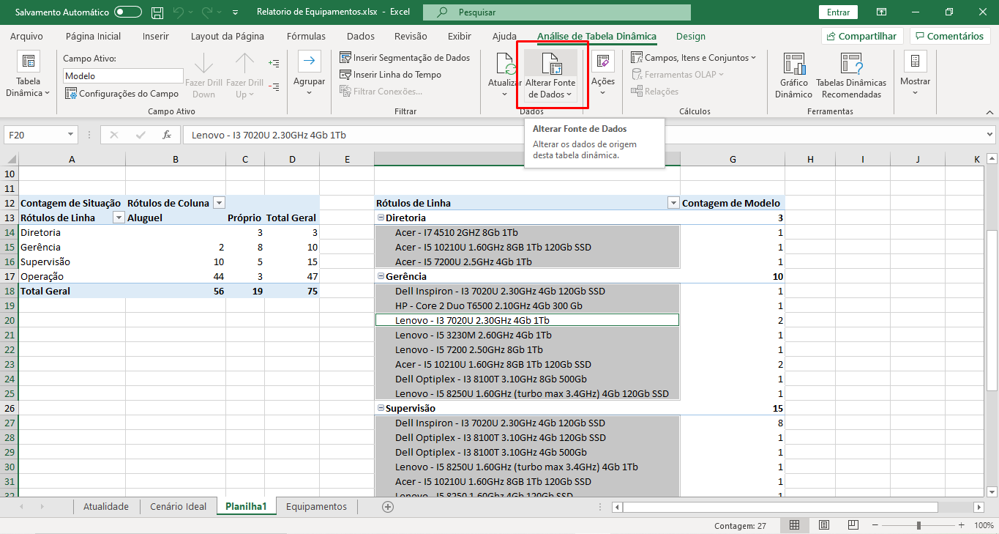 Salvamento Automático
Relatorio de Equipamentos.xlsx - Excel
Pesquisar
Entrar
Arquivo Página Inicial Inserir Layout da Página Fórmulas Dados Revisão Exibir Ajuda Análise de Tabela Dinâmica Design
Compartilhar
Comentários
Tabela
Dinâmica
Campo Ativo:
Modelo
Configurações do Campo
Fazer Drill
Down
Fazer Drill
Up
Campo Ativo
Agrupar
Inserir Segmentação de Dados
Inserir Linha do Tempo
Filtrar Conexões...
Filtrar
Atualizar
Alterar Fonte
de Dados
Dados
Ações
Campos, Itens e Conjuntos
Ferramentas OLAP
Relações
Cálculos
Gráfico
Dinâmico
Tabelas Dinâmicas
Recomendadas
Ferramentas
Mostrar
F20
fx
Lenovo - I3 7020U 2.30GHz 4Gb 1Tb
Alterar Fonte de Dados
Alterar os dados de origem
desta tabela dinâmica.
A B C D E G H I J K
10
11
12 Contagem de Situação Rótulos de Coluna Rótulos de Linha Contagem de Modelo
13 Rótulos de Linha Aluguel Próprio Total Geral Diretoria 3
14 Diretoria 3 3 Acer - I7 4510 2GHZ 8Gb 1Tb 1
15 Gerência 2 8 10 Acer - I5 10210U 1.60GHz 8GB 1Tb 120Gb SSD 1
16 Supervisão 10 5 15 Acer - I5 7200U 2.5GHz 4Gb 1Tb 1
17 Operação 44 3 47 Gerência 10
18 Total Geral 56 19 75 Dell Inspiron - I3 7020U 2.30GHz 4Gb 120Gb SSD 1
19 HP - Core 2 Duo T6500 2.10GHz 4Gb 300 Gb 1
20 Lenovo - I3 7020U 2.30GHz 4Gb 1Tb 2
21 Lenovo - I5 3230M 2.60GHz 4Gb 1Tb 1
22 Lenovo - I5 7200 2.50GHz 8Gb 1Tb 1
23 Acer - I5 10210U 1.60GHz 8GB 1Tb 120Gb SSD 2
24 Dell Optiplex - I3 8100T 3.10GHz 8Gb 500Gb 1
25 Lenovo - I5 8250U 1.60GHz (turbo max 3.4GHz) 4Gb 120Gb SSD 1
26 Supervisão 15
27 Dell Inspiron - I3 7020U 2.30GHz 4Gb 120Gb SSD 8
28 Dell Optiplex - I3 8100T 3.10GHz 4Gb 120Gb SSD 1
29 Dell Optiplex - I3 8100T 3.10GHz 4Gb 500Gb 1
30 Lenovo - I5 8250U 1.60GHz (turbo max 3.4GHz) 4Gb 1Tb 1
31 Acer - I5 10210U 1.60GHz 8GB 1Tb 120Gb SSD 1
32 Lenovo - I5 8250 1.60GHz 4Gb 120Gb SSD 1
Atualidade Cenário Ideal Planilha1 Equipamentos
Contagem: 27
100%